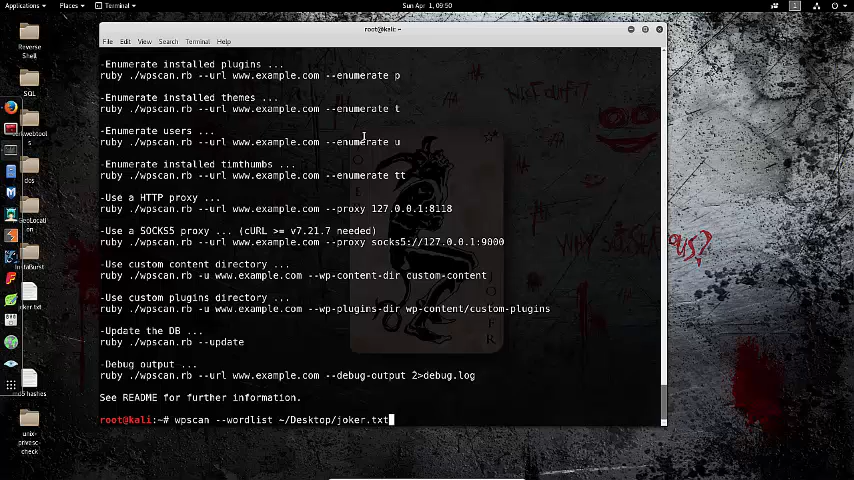 Applications Places Terminal Sun Apr 1, 09:50 1
root@kali: ~
File Edit View Search Terminal Help
-Enumerate installed plugins ...
ruby ./wpscan.rb --url www.example.com --enumerate p
-Enumerate installed themes ...
ruby ./wpscan.rb --url www.example.com --enumerate t
-Enumerate users ...
ruby ./wpscan.rb --url www.example.com --enumerate u
-Enumerate installed timthumbs ...
ruby ./wpscan.rb --url www.example.com --enumerate tt
-Use a HTTP proxy ...
ruby ./wpscan.rb --url www.example.com --proxy 127.0.0.1:8118
-Use a SOCKS5 proxy ... (cURL >= v7.21.7 needed)
ruby ./wpscan.rb --url www.example.com --proxy socks5://127.0.0.1:9000
-Use custom content directory ...
ruby ./wpscan.rb -u www.example.com --wp-content-dir custom-content
-Use custom plugins directory ...
ruby ./wpscan.rb -u www.example.com --wp-plugins-dir wp-content/custom-plugins
-Update the DB ...
ruby ./wpscan.rb --update
-Debug output ...
ruby ./wpscan.rb --url www.example.com --debug-output 2>debug.log
See README for further information.
root@kali:~# wpscan --wordlist ~/Desktop/joker.txt
Reverse
Shell
SQL
dos
InstaBurst
unix-
privesc-
check
JOKER